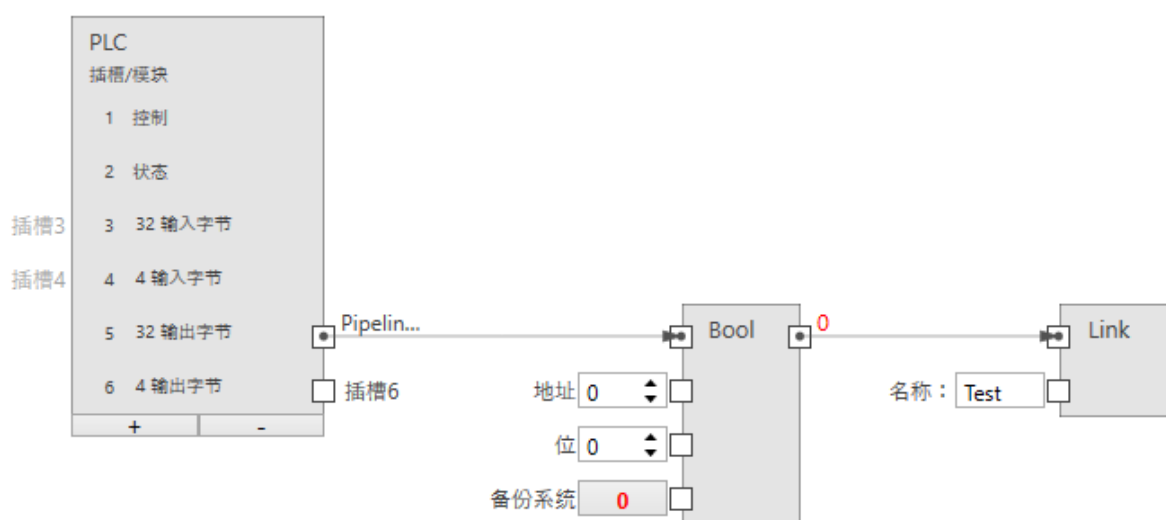 PLC
插槽/模块
1 控制
2 状态
插槽3 3 32 输入字节
插槽4 4 4 输入字节
5 32 输出字节 Pipelin... Bool 0 Link
6 4 输出字节 插槽6 地址 0 名称： Test
+ -
位 0
备份系统 0